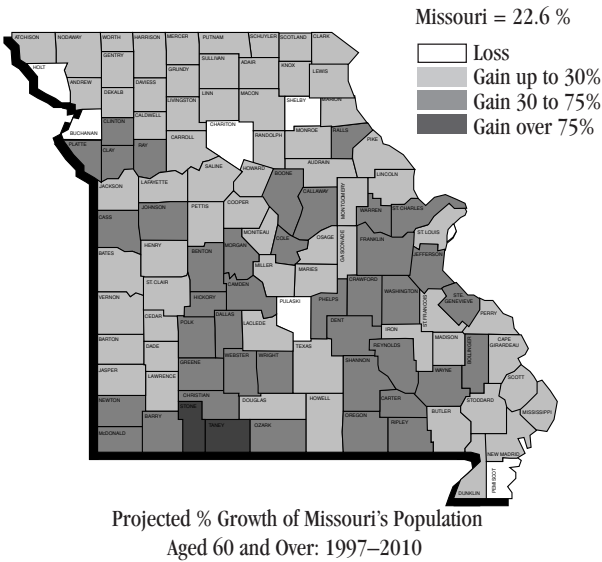 Missouri = 22.6 %
Loss
Gain up to 30%
Gain 30 to 75%
Gain over 75%
ATCHISON NODAWAY WORTH HARRISON MERCER PUTNAM SCHUYLER SCOTLAND CLARK
GENTRY SULLIVAN ADAIR KNOX LEWIS
HOLT ANDREW DEKALB DAVIESS GRUNDY LIVINGSTON LINN MACON SHELBY MARION
BUCHANAN CLINTON CALDWELL CARROLL CHARITON RANDOLPH MONROE RALLS PIKE
PLATTE CLAY RAY SALINE HOWARD BOONE AUDRAIN LINCOLN
JACKSON LAFAYETTE COOPER CALLAWAY MONTGOMERY WARREN ST.CHARLES
CASS JOHNSON PETTIS MONITEAU COLE OSAGE GASCONADE FRANKLIN ST.LOUIS
BATES HENRY BENTON MORGAN MILLER MARIES JEFFERSON
VERNON ST.CLAIR HICKORY CAMDEN PULASKI PHELPS CRAWFORD WASHINGTON ST.FRANCOIS STE.
GENEVIEVE
CEDAR POLK DALLAS LACLEDE DENT IRON PERRY
BARTON DADE TEXAS REYNOLDS MADISON BOLLINGER CAPE
GIRARDEAU
JASPER LAWRENCE GREENE WEBSTER WRIGHT SHANNON WAYNE SCOTT
NEWTON CHRISTIAN DOUGLAS HOWELL CARTER STODDARD MISSISSIPPI
McDONALD BARRY STONE TANEY OZARK OREGON RIPLEY BUTLER
NEW MADRID
DUNKLIN PEMISCOT
Projected % Growth of Missouri's Population
Aged 60 and Over: 1997–2010